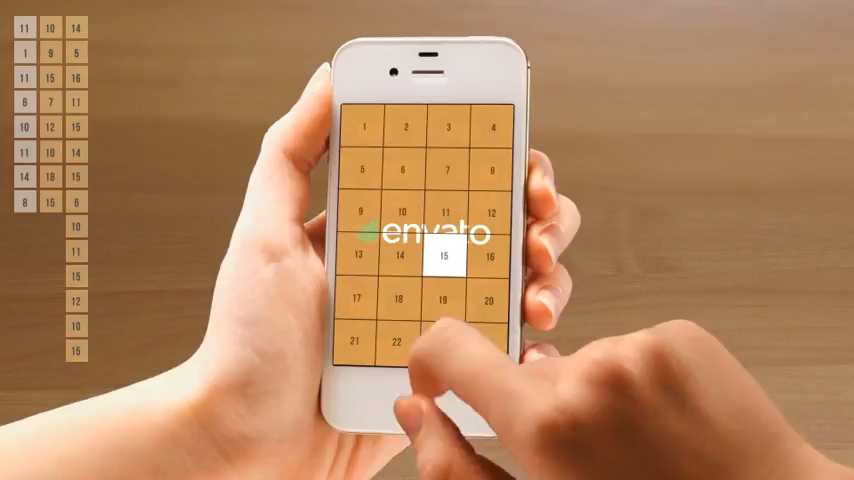 11 10 14
1 9 5
11 15 16
6 7 11
10 12 15
11 10 14
14 18 15
8 15 6
10
11
15
12
10
15
1 2 3 4
5 6 7 8
9 10 11 12
envato
13 14 15 16
17 18 19 20
21 22